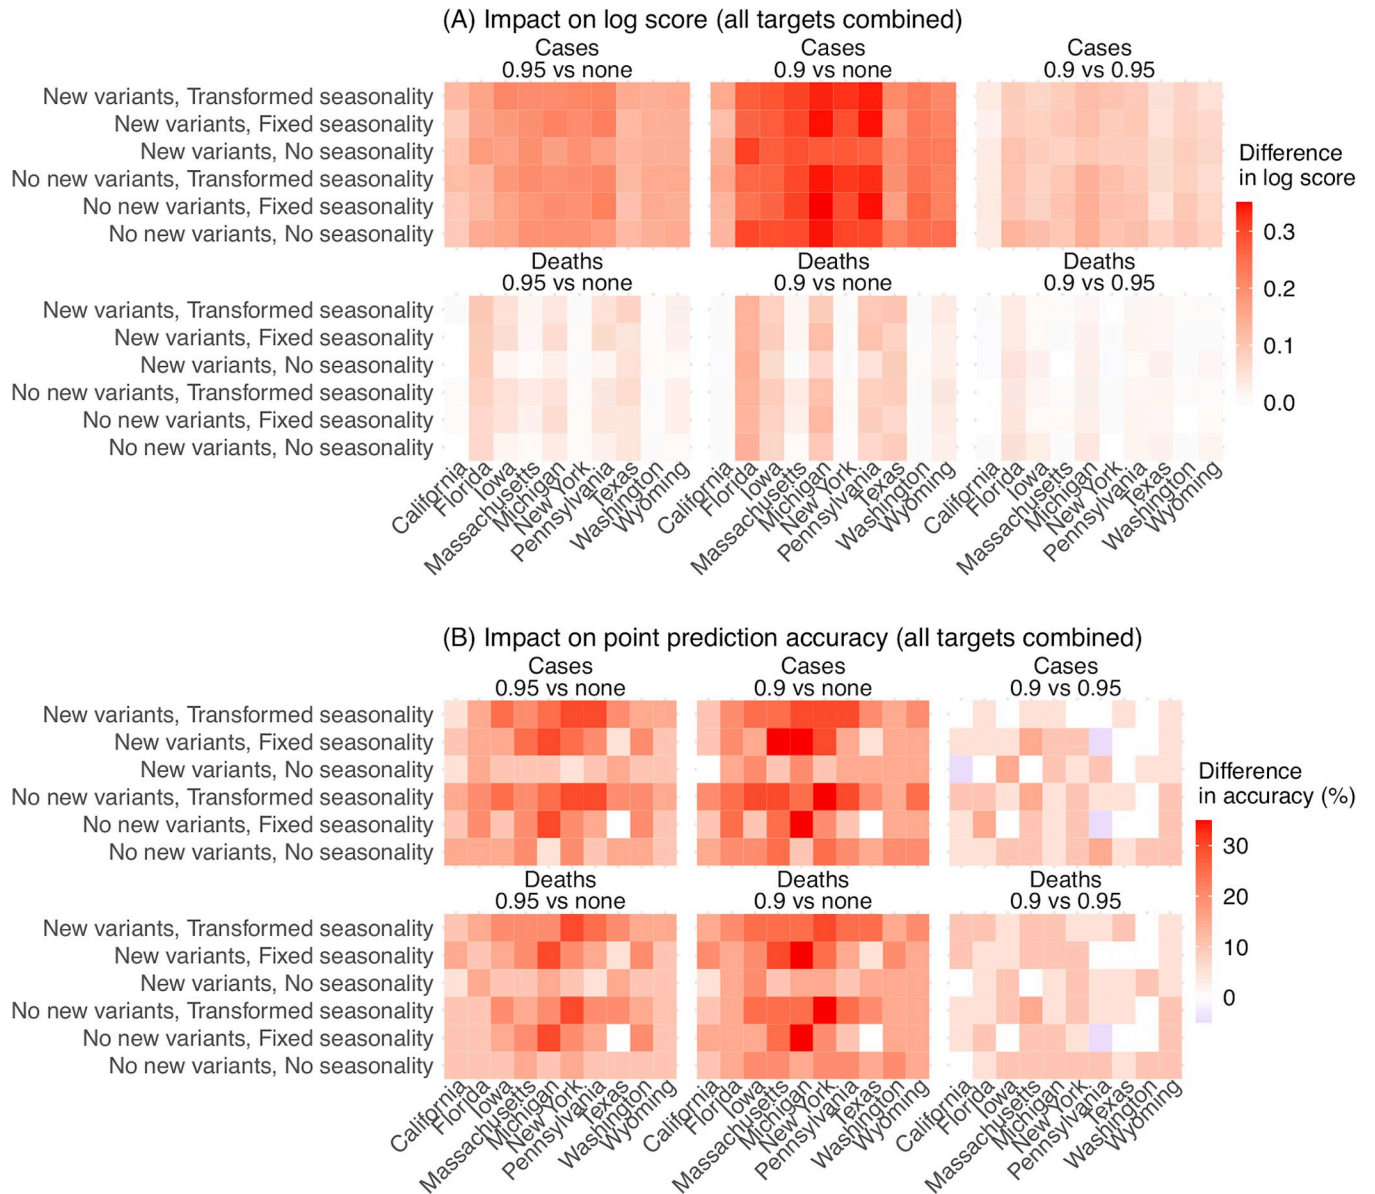 (A) Impact on log score (all targets combined)
Cases Cases Cases
0.95 vs none 0.9 vs none 0.9 vs 0.95
New variants, Transformed seasonality
New variants, Fixed seasonality
New variants, No seasonality
No new variants, Transformed seasonality
No new variants, Fixed seasonality
No new variants, No seasonality
Deaths Deaths Deaths
0.95 vs none 0.9 vs none 0.9 vs 0.95
New variants, Transformed seasonality
New variants, Fixed seasonality
New variants, No seasonality
No new variants, Transformed seasonality
No new variants, Fixed seasonality
No new variants, No seasonality
California Florida Iowa Massachusetts Michigan New York Pennsylvania Texas Washington Wyoming
California Florida Iowa Massachusetts Michigan New York Pennsylvania Texas Washington Wyoming
California Florida Iowa Massachusetts Michigan New York Pennsylvania Texas Washington Wyoming
Difference
in log score
0.3
0.2
0.1
0.0
(B) Impact on point prediction accuracy (all targets combined)
Cases Cases Cases
0.95 vs none 0.9 vs none 0.9 vs 0.95
New variants, Transformed seasonality
New variants, Fixed seasonality
New variants, No seasonality
No new variants, Transformed seasonality
No new variants, Fixed seasonality
No new variants, No seasonality
Deaths Deaths Deaths
0.95 vs none 0.9 vs none 0.9 vs 0.95
New variants, Transformed seasonality
New variants, Fixed seasonality
New variants, No seasonality
No new variants, Transformed seasonality
No new variants, Fixed seasonality
No new variants, No seasonality
California Florida Iowa Massachusetts Michigan New York Pennsylvania Texas Washington Wyoming
California Florida Iowa Massachusetts Michigan New York Pennsylvania Texas Washington Wyoming
California Florida Iowa Massachusetts Michigan New York Pennsylvania Texas Washington Wyoming
Difference
in accuracy (%)
30
20
10
0